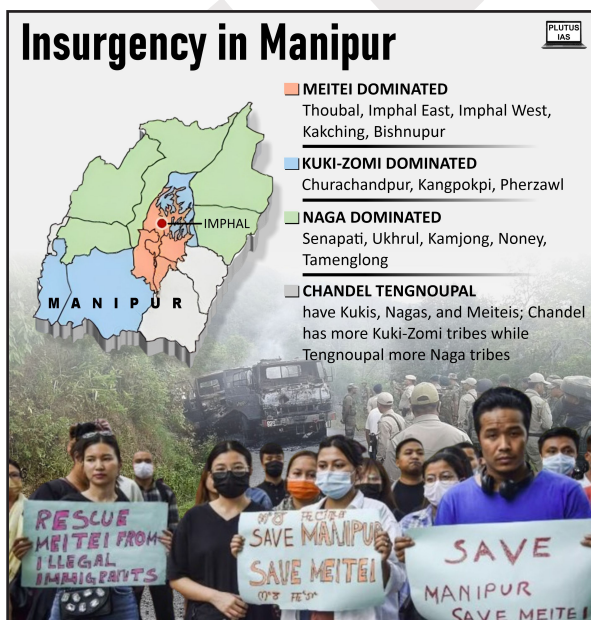 Insurgency in Manipur
PLUTUS
IAS
MEITEI DOMINATED
Thoubal, Imphal East, Imphal West,
Kakching, Bishnupur
KUKI-ZOMI DOMINATED
Churachandpur, Kangpokpi, Pherzawl
NAGA DOMINATED
Senapati, Ukhrul, Kamjong, Noney,
Tamenglong
CHANDEL TENGNOUPAL
have Kukis, Nagas, and Meiteis; Chandel
has more Kuki-Zomi tribes while
Tengnoupal more Naga tribes
IMPHAL
MANIPUR
RESCUE
MEITEI FROM
ILLEGAL
IMMIGRANTS
SAVE MANIPUR
SAVE MEITEI
SAVE
MANIPUR
SAVE MEITEI